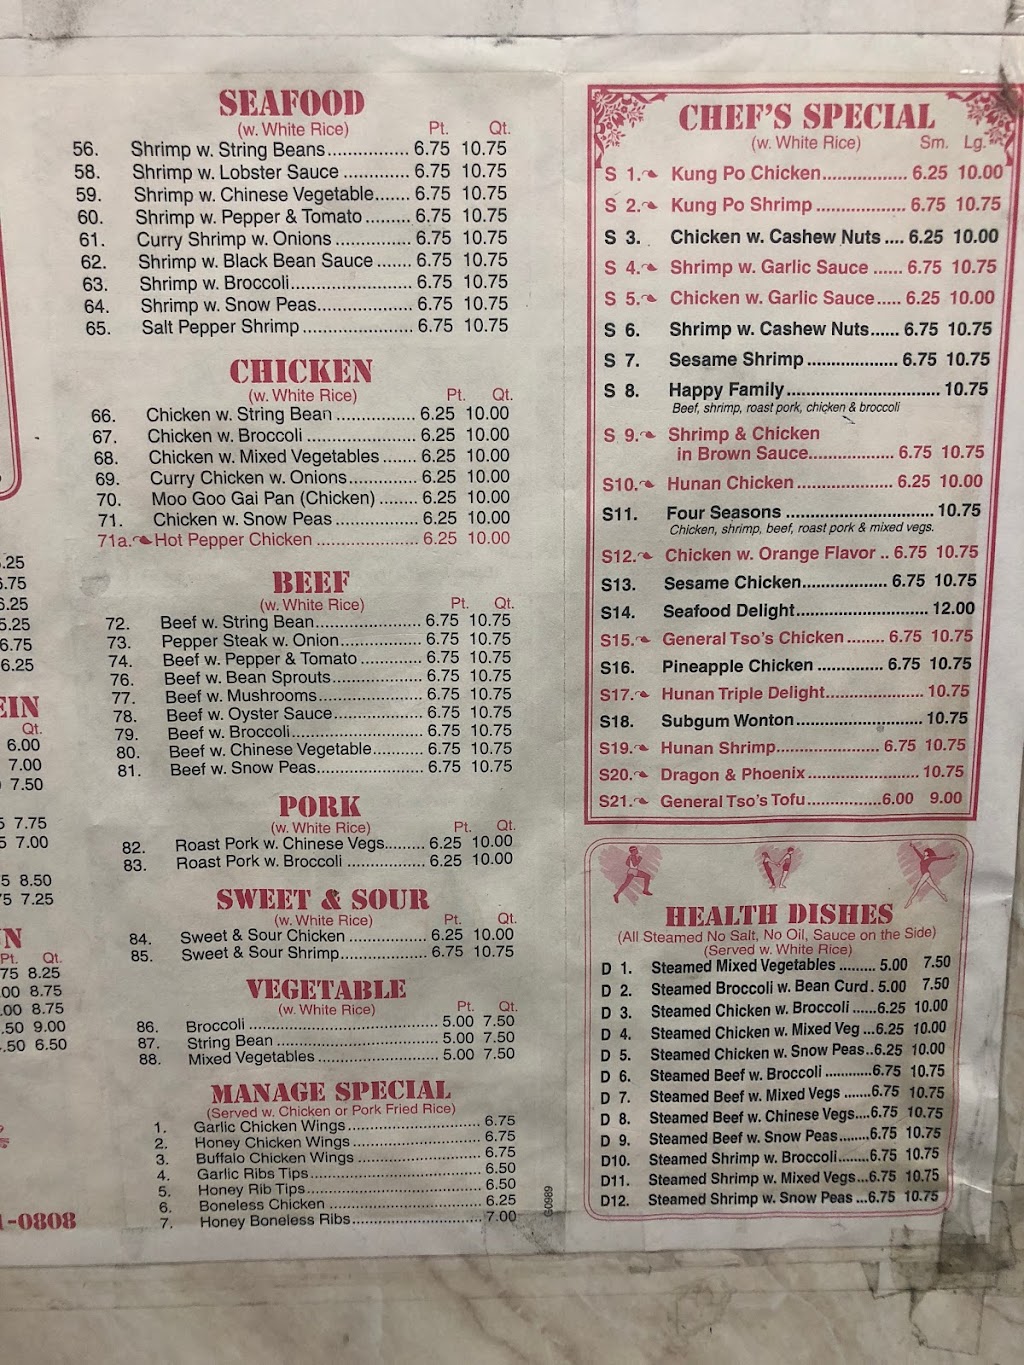 SEAFOOD
(w. White Rice) Pt. Qt.
56. Shrimp w. String Beans 6.75 10.75
58. Shrimp w. Lobster Sauce 6.75 10.75
59. Shrimp w. Chinese Vegetable 6.75 10.75
60. Shrimp w. Pepper & Tomato 6.75 10.75
61. Curry Shrimp w. Onions 6.75 10.75
62. Shrimp w. Black Bean Sauce 6.75 10.75
63. Shrimp w. Broccoli 6.75 10.75
64. Shrimp w. Snow Peas 6.75 10.75
65. Salt Pepper Shrimp 6.75 10.75
CHICKEN
(w. White Rice) Pt. Qt.
66. Chicken w. String Bean 6.25 10.00
67. Chicken w. Broccoli 6.25 10.00
68. Chicken w. Mixed Vegetables 6.25 10.00
69. Curry Chicken w. Onions 6.25 10.00
70. Moo Goo Gai Pan (Chicken) 6.25 10.00
71. Chicken w. Snow Peas 6.25 10.00
71a. Hot Pepper Chicken 6.25 10.00
BEEF
(w. White Rice) Pt. Qt.
72. Beef w. String Bean 6.75 10.75
73. Pepper Steak w. Onion 6.75 10.75
74. Beef w. Pepper & Tomato 6.75 10.75
76. Beef w. Bean Sprouts 6.75 10.75
77. Beef w. Mushrooms 6.75 10.75
78. Beef w. Oyster Sauce 6.75 10.75
79. Beef w. Broccoli 6.75 10.75
80. Beef w. Chinese Vegetable 6.75 10.75
81. Beef w. Snow Peas 6.75 10.75
PORK
(w. White Rice) Pt. Qt.
82. Roast Pork w. Chinese Vegs. 6.25 10.00
83. Roast Pork w. Broccoli 6.25 10.00
SWEET & SOUR
(w. White Rice) Pt. Qt.
84. Sweet & Sour Chicken 6.25 10.00
85. Sweet & Sour Shrimp 6.75 10.75
VEGETABLE
(w. White Rice) Pt. Qt.
86. Broccoli 5.00 7.50
87. String Bean 5.00 7.50
88. Mixed Vegetables 5.00 7.50
MANAGE SPECIAL
(Served w. Chicken or Pork Fried Rice)
1. Garlic Chicken Wings 6.75
2. Honey Chicken Wings 6.75
3. Buffalo Chicken Wings 6.75
4. Garlic Ribs Tips 6.50
5. Honey Rib Tips 6.50
6. Boneless Chicken 6.25
7. Honey Boneless Ribs 7.00
G0989
CHEF'S SPECIAL
(w. White Rice) Sm. Lg.
S 1. Kung Po Chicken 6.25 10.00
S 2. Kung Po Shrimp 6.75 10.75
S 3. Chicken w. Cashew Nuts 6.25 10.00
S 4. Shrimp w. Garlic Sauce 6.75 10.75
S 5. Chicken w. Garlic Sauce 6.25 10.00
S 6. Shrimp w. Cashew Nuts 6.75 10.75
S 7. Sesame Shrimp 6.75 10.75
S 8. Happy Family 10.75
Beef, shrimp, roast pork, chicken & broccoli
S 9. Shrimp & Chicken
in Brown Sauce 6.75 10.75
S10. Hunan Chicken 6.25 10.00
S11. Four Seasons 10.75
Chicken, shrimp, beef, roast pork & mixed vegs.
S12. Chicken w. Orange Flavor 6.75 10.75
S13. Sesame Chicken 6.75 10.75
S14. Seafood Delight 12.00
S15. General Tso's Chicken 6.75 10.75
S16. Pineapple Chicken 6.75 10.75
S17. Hunan Triple Delight 10.75
S18. Subgum Wonton 10.75
S19. Hunan Shrimp 6.75 10.75
S20. Dragon & Phoenix 10.75
S21. General Tso's Tofu 6.00 9.00
HEALTH DISHES
(All Steamed No Salt, No Oil, Sauce on the Side)
(Served w. White Rice)
D 1. Steamed Mixed Vegetables 5.00 7.50
D 2. Steamed Broccoli w. Bean Curd 5.00 7.50
D 3. Steamed Chicken w. Broccoli 6.25 10.00
D 4. Steamed Chicken w. Mixed Veg 6.25 10.00
D 5. Steamed Chicken w. Snow Peas 6.25 10.00
D 6. Steamed Beef w. Broccoli 6.75 10.75
D 7. Steamed Beef w. Mixed Vegs 6.75 10.75
D 8. Steamed Beef w. Chinese Vegs 6.75 10.75
D 9. Steamed Beef w. Snow Peas 6.75 10.75
D10. Steamed Shrimp w. Broccoli 6.75 10.75
D11. Steamed Shrimp w. Mixed Vegs 6.75 10.75
D12. Steamed Shrimp w. Snow Peas 6.75 10.75
Qt.
6.00
7.00
7.50
7.75
7.00
8.50
7.25
Pt. Qt.
8.25
8.75
8.75
9.00
6.50
-0808